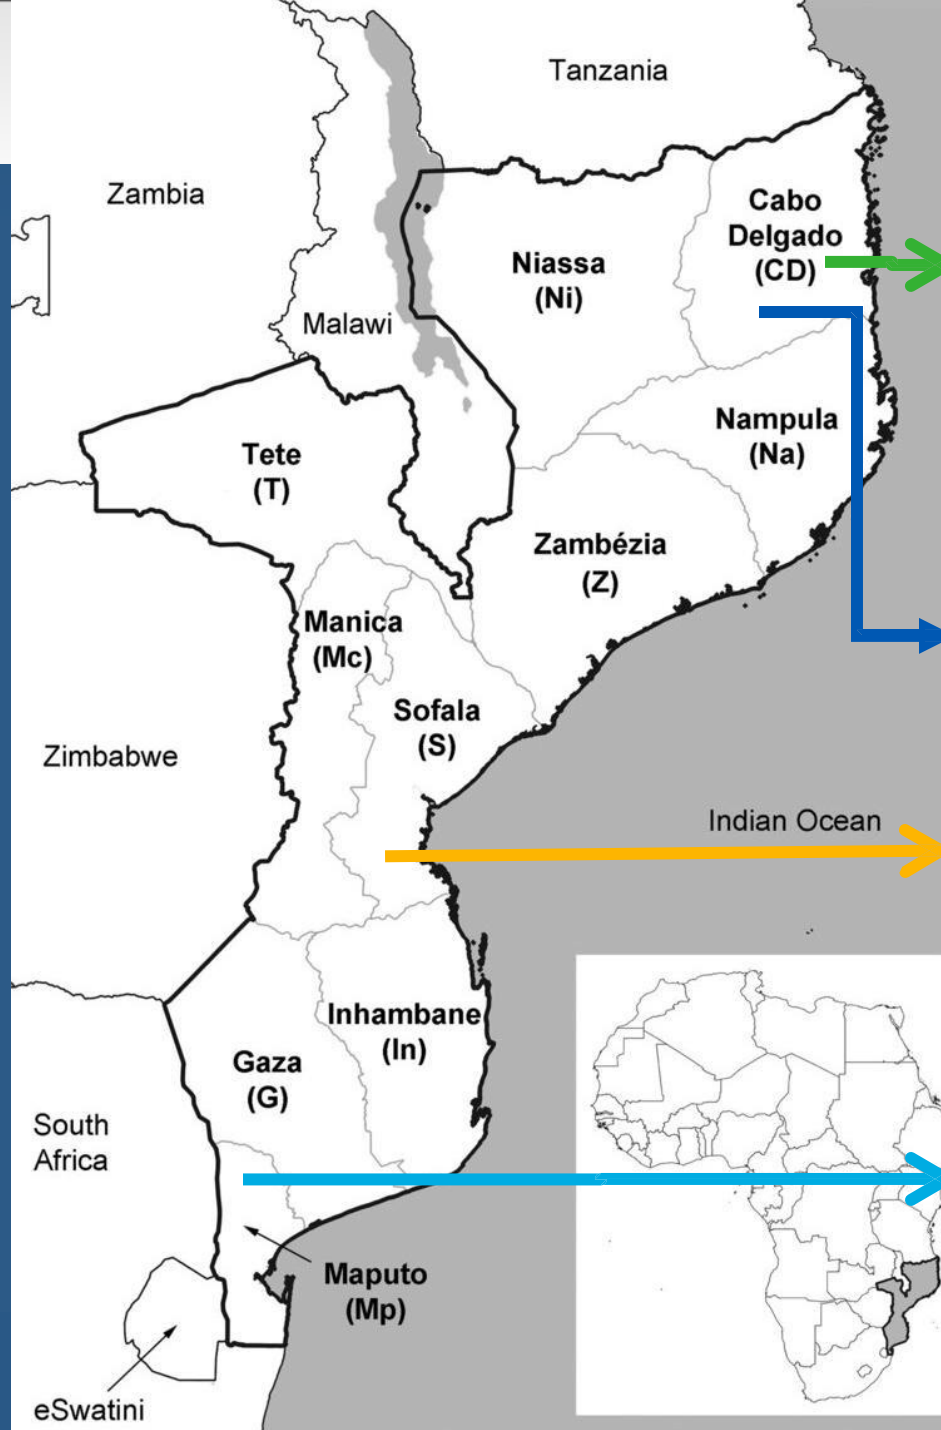 Tanzania
Zambia
Cabo
Delgado
(CD)
Niassa
(Ni)
Malawi
Nampula
(Na)
Tete
(T)
Zambézia
(Z)
Manica
(Mc)
Sofala
(S)
Zimbabwe
Indian Ocean
Inhambane
(In)
Gaza
(G)
South
Africa
Maputo
(Mp)
eSwatini